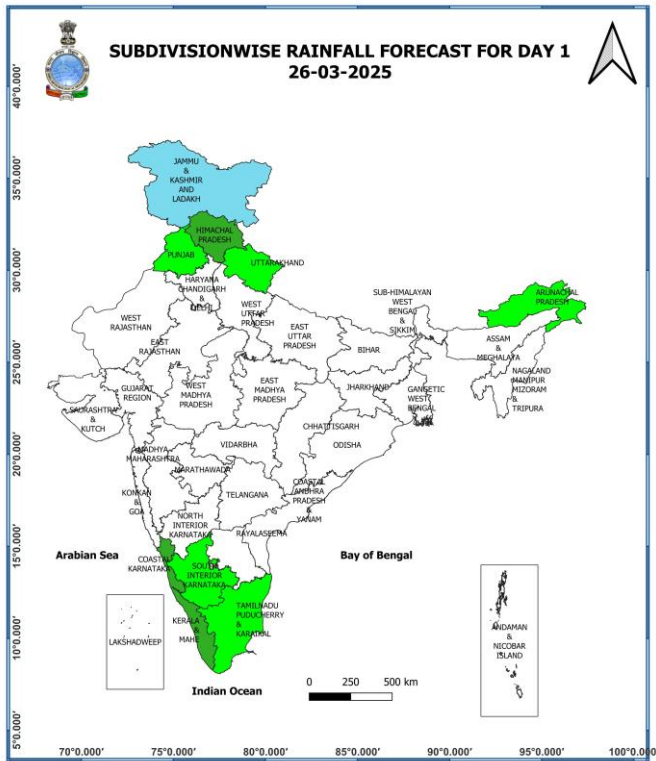 SUBDIVISIONWISE RAINFALL FORECAST FOR DAY 1
26-03-2025
40°0.000'
35°0.000'
30°0.000'
25°0.000'
20°0.000'
15°0.000'
10°0.000'
5°0.000'
JAMMU
&
KASHMIR
AND
LADAKH
HIMACHAL
PRADESH
PUNJAB
UTTARAKHAND
HARYANA
CHANDIGARH
&
DELHI
WEST
UTTAR
PRADESH
WEST
RAJASTHAN
EAST
RAJASTHAN
EAST
UTTAR
PRADESH
SUB-HIMALAYAN
WEST
BENGAL
&
SIKKIM
ARUNACHAL
PRADESH
ASSAM
&
MEGHALAYA
NAGALAND
MANIPUR
MIZORAM
&
TRIPURA
BIHAR
JHARKHAND
GANGETIC
WEST
BENGAL
GUJARAT
REGION
SAURASHTRA
&
KUTCH
WEST
MADHYA
PRADESH
EAST
MADHYA
PRADESH
CHHATTISGARH
ODISHA
VIDARBHA
MADHYA
MAHARASHTRA
MARATHAWADA
KONKAN
&
GOA
TELANGANA
COASTAL
ANDHRA
PRADESH
&
YANAM
NORTH
INTERIOR
KARNATAKA
RAYALASEEMA
Arabian Sea
Bay of Bengal
COASTAL
KARNATAKA
SOUTH
INTERIOR
KARNATAKA
TAMILNADU
PUDUCHERRY
&
KARAIKAL
KERALA
&
MAHE
LAKSHADWEEP
ANDAMAN
&
NICOBAR
ISLAND
Indian Ocean
0 250 500 km
70°0.000' 75°0.000' 80°0.000' 85°0.000' 90°0.000' 95°0.000' 100°0.000